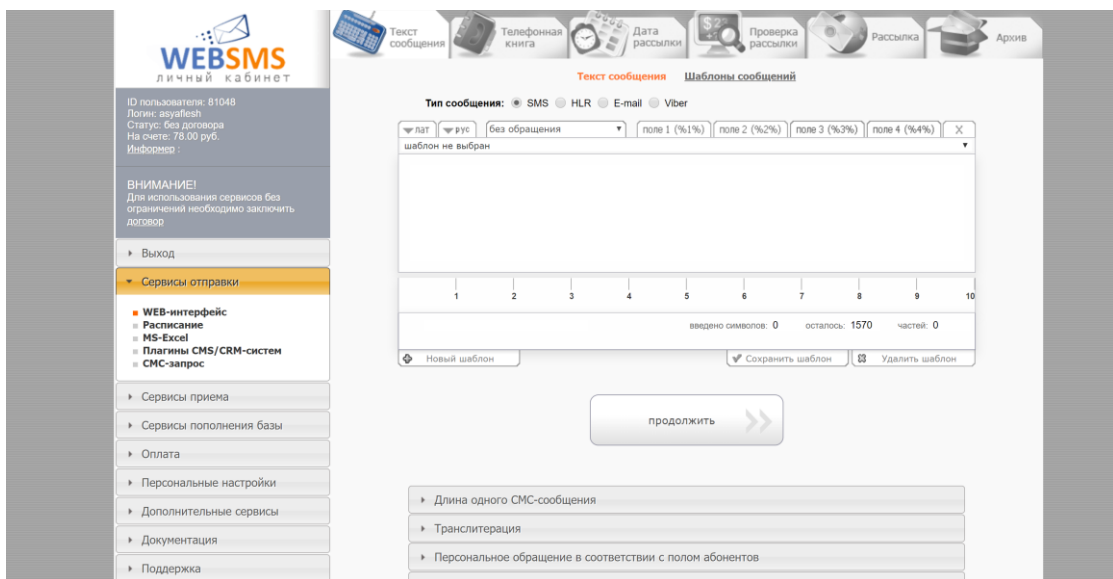 WEBSMS
личный кабинет
ID пользователя: 81048
Логин: asyaflesh
Статус: без договора
На счете: 78.00 руб.
Информер :
ВНИМАНИЕ!
Для использования сервисов без
ограничений необходимо заключить
договор
Выход
Сервисы отправки
WEB-интерфейс
Расписание
MS-Excel
Плагины CMS/CRM-систем
СМС-запрос
Сервисы приема
Сервисы пополнения базы
Оплата
Персональные настройки
Дополнительные сервисы
Документация
Поддержка
Текст
сообщения
Телефонная
книга
Дата
рассылки
Проверка
рассылки
Рассылка
Архив
Текст сообщения Шаблоны сообщений
Тип сообщения: SMS HLR E-mail Viber
лат рус без обращения поле 1 (%1%) поле 2 (%2%) поле 3 (%3%) поле 4 (%4%) X
шаблон не выбран
1 2 3 4 5 6 7 8 9 10
введено символов: 0 осталось: 1570 частей: 0
Новый шаблон Сохранить шаблон Удалить шаблон
продолжить
Длина одного СМС-сообщения
Транслитерация
Персональное обращение в соответствии с полом абонентов